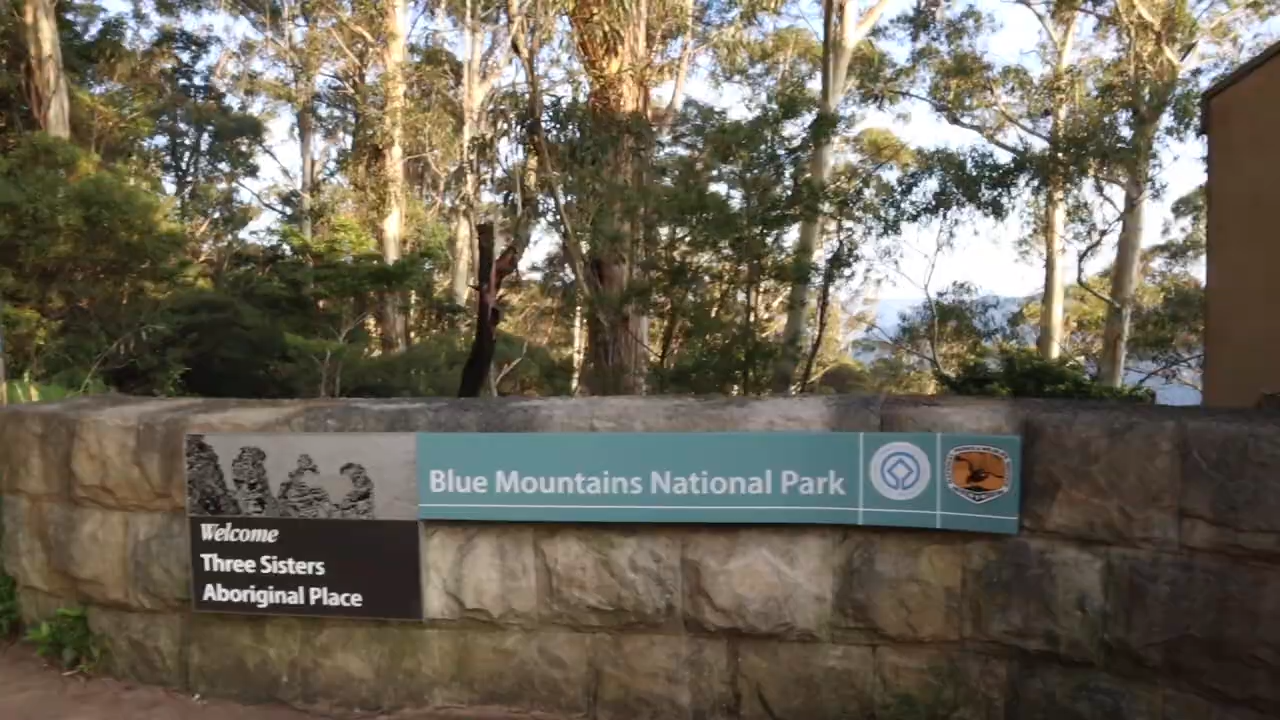 Blue Mountains National Park
Welcome
Three Sisters
Aboriginal Place